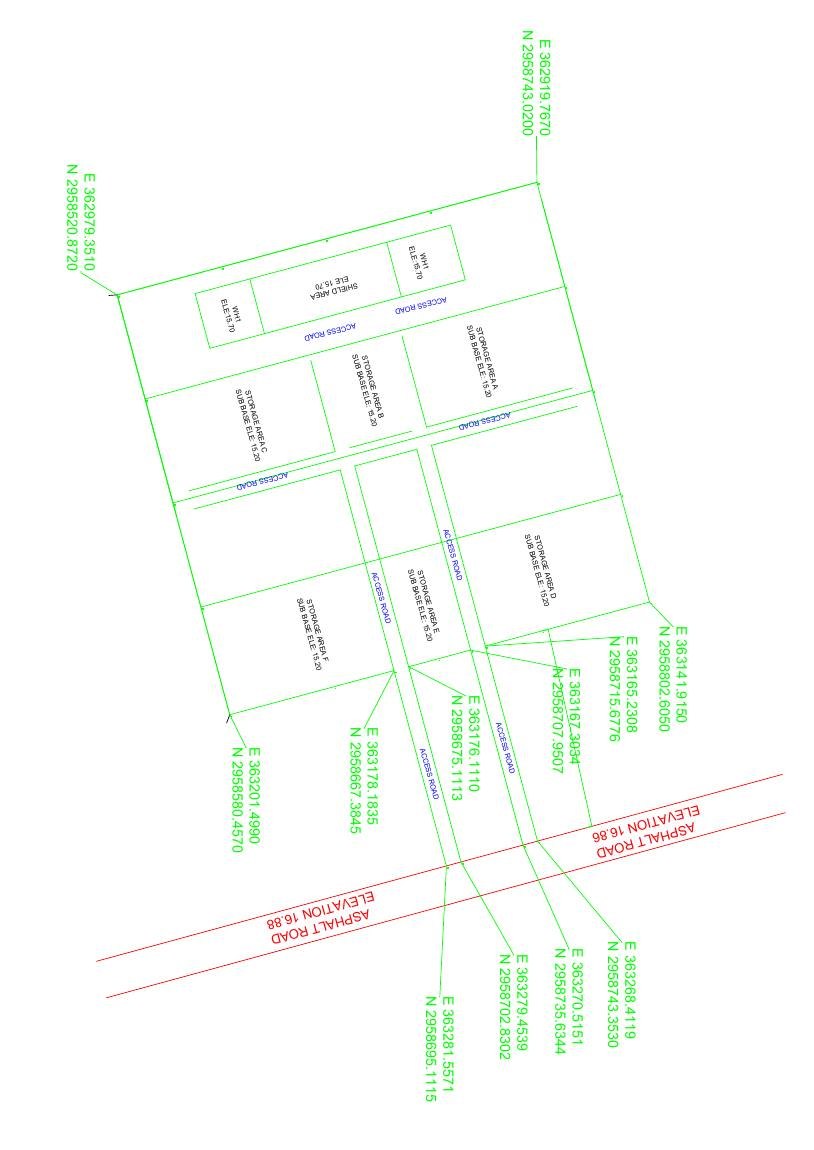 E 362919.7670
N 2958743.0200
E 362979.3510
N 2958520.8720
WH1
ELE:15.70
SHIELD AREA
ELE 15.70
WH1
ELE:15.70
ACCESS ROAD
ACCESS ROAD
STORAGE AREA A
SUB BASE ELE: 15.20
STORAGE AREA B
SUB BASE ELE: 15.20
STORAGE AREA C
SUB BASE ELE: 15.20
ACCESS ROAD
ACCESS ROAD
STORAGE AREA D
SUB BASE ELE: 15.20
ACCESS ROAD
STORAGE AREA E
SUB BASE ELE: 15.20
ACCESS ROAD
STORAGE AREA F
SUB BASE ELE: 15.20
E 363141.9150
N 2958802.6050
E 363165.2308
N 2958715.6776
E 363167.3034
N 2958707.9507
E 363176.1110
N 2958675.1113
E 363178.1835
N 2958667.3845
E 363201.4990
N 2958580.4570
ACCESS ROAD
ACCESS ROAD
ASPHALT ROAD
ELEVATION 16.86
ASPHALT ROAD
ELEVATION 16.88
E 363268.4119
N 2958743.3530
E 363270.5151
N 2958735.6344
E 363279.4539
N 2958702.8302
E 363281.5571
N 2958695.1115